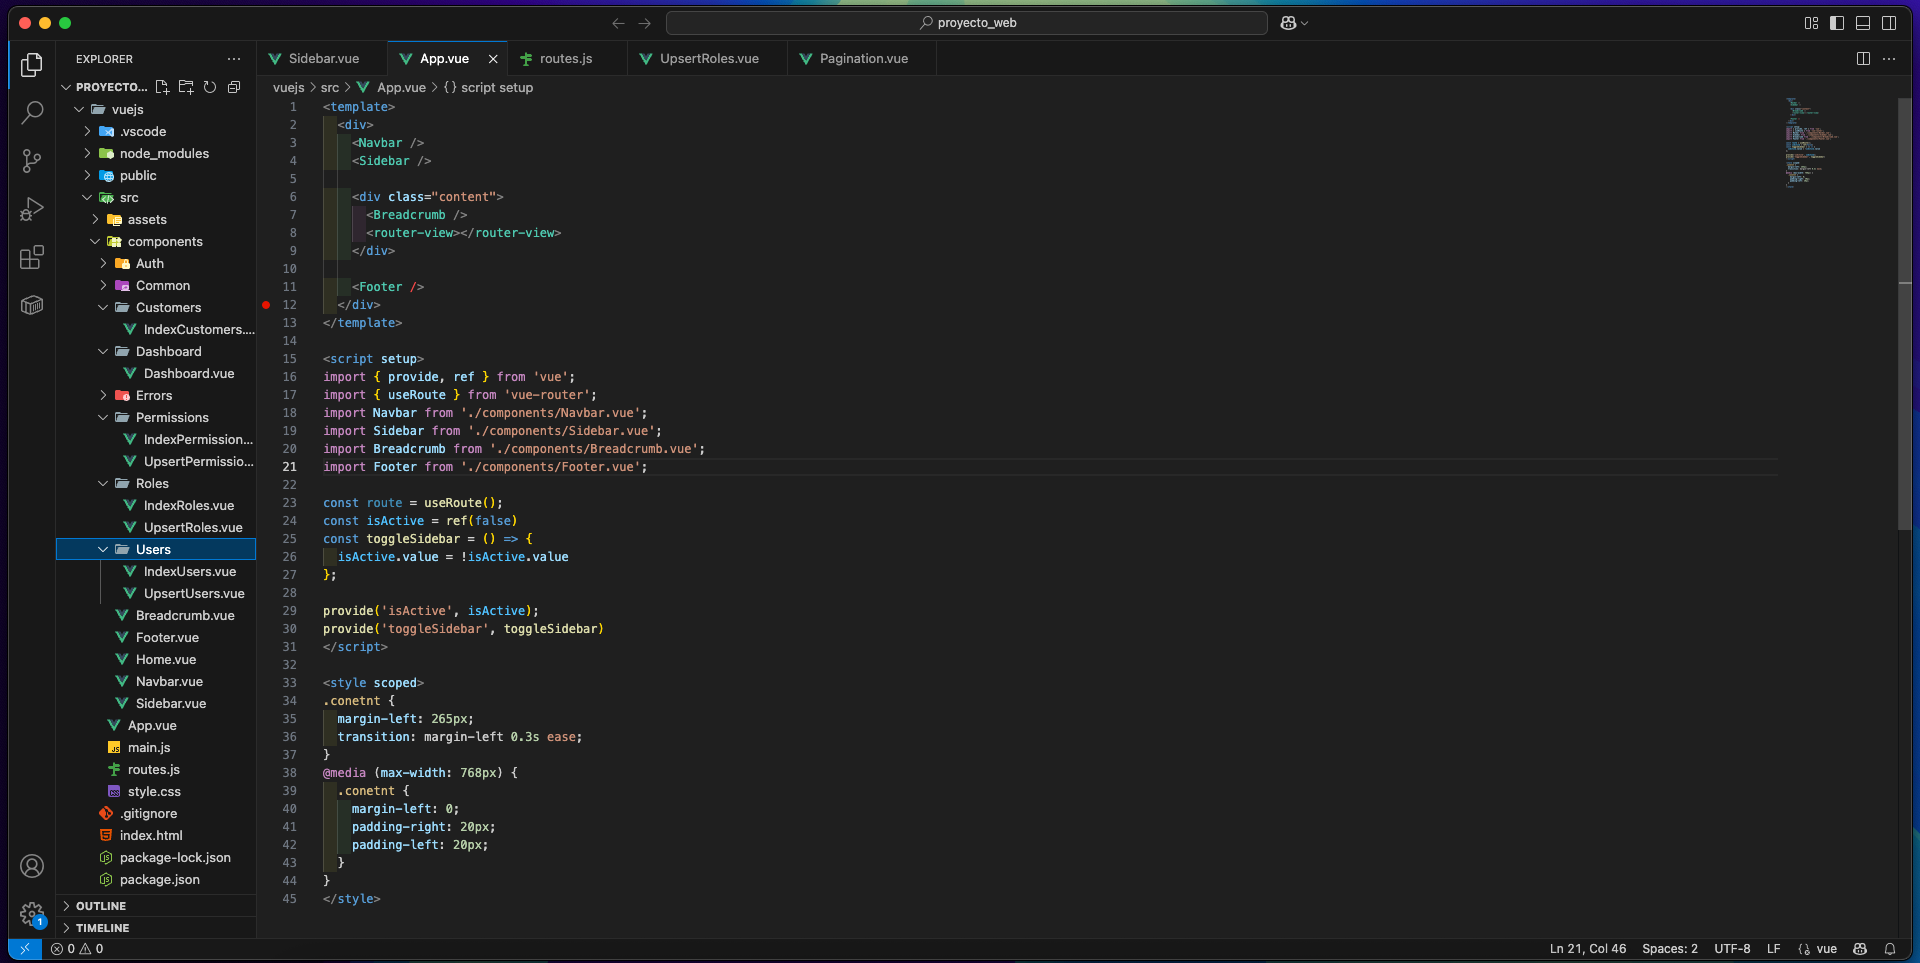 proyecto_web
EXPLORER
PROYECTO...
vuejs
.vscode
node_modules
public
src
assets
components
Auth
Common
Customers
IndexCustomers....
Dashboard
Dashboard.vue
Errors
Permissions
IndexPermission...
UpsertPermissio...
Roles
IndexRoles.vue
UpsertRoles.vue
Users
IndexUsers.vue
UpsertUsers.vue
Breadcrumb.vue
Footer.vue
Home.vue
Navbar.vue
Sidebar.vue
App.vue
main.js
routes.js
style.css
.gitignore
index.html
package-lock.json
package.json
OUTLINE
TIMELINE
Sidebar.vue App.vue routes.js UpsertRoles.vue Pagination.vue
vuejs > src > App.vue > {} script setup
1 <template>
2 <div>
3 <Navbar />
4 <Sidebar />
5
6 <div class="content">
7 <Breadcrumb />
8 <router-view></router-view>
9 </div>
10
11 <Footer />
12 </div>
13 </template>
14
15 <script setup>
16 import { provide, ref } from 'vue';
17 import { useRoute } from 'vue-router';
18 import Navbar from './components/Navbar.vue';
19 import Sidebar from './components/Sidebar.vue';
20 import Breadcrumb from './components/Breadcrumb.vue';
21 import Footer from './components/Footer.vue';
22
23 const route = useRoute();
24 const isActive = ref(false)
25 const toggleSidebar = () => {
26 isActive.value = !isActive.value
27 };
28
29 provide('isActive', isActive);
30 provide('toggleSidebar', toggleSidebar)
31 </script>
32
33 <style scoped>
34 .conetnt {
35 margin-left: 265px;
36 transition: margin-left 0.3s ease;
37 }
38 @media (max-width: 768px) {
39 .conetnt {
40 margin-left: 0;
41 padding-right: 20px;
42 padding-left: 20px;
43 }
44 }
45 </style>
1
0 0
Ln 21, Col 46 Spaces: 2 UTF-8 LF vue